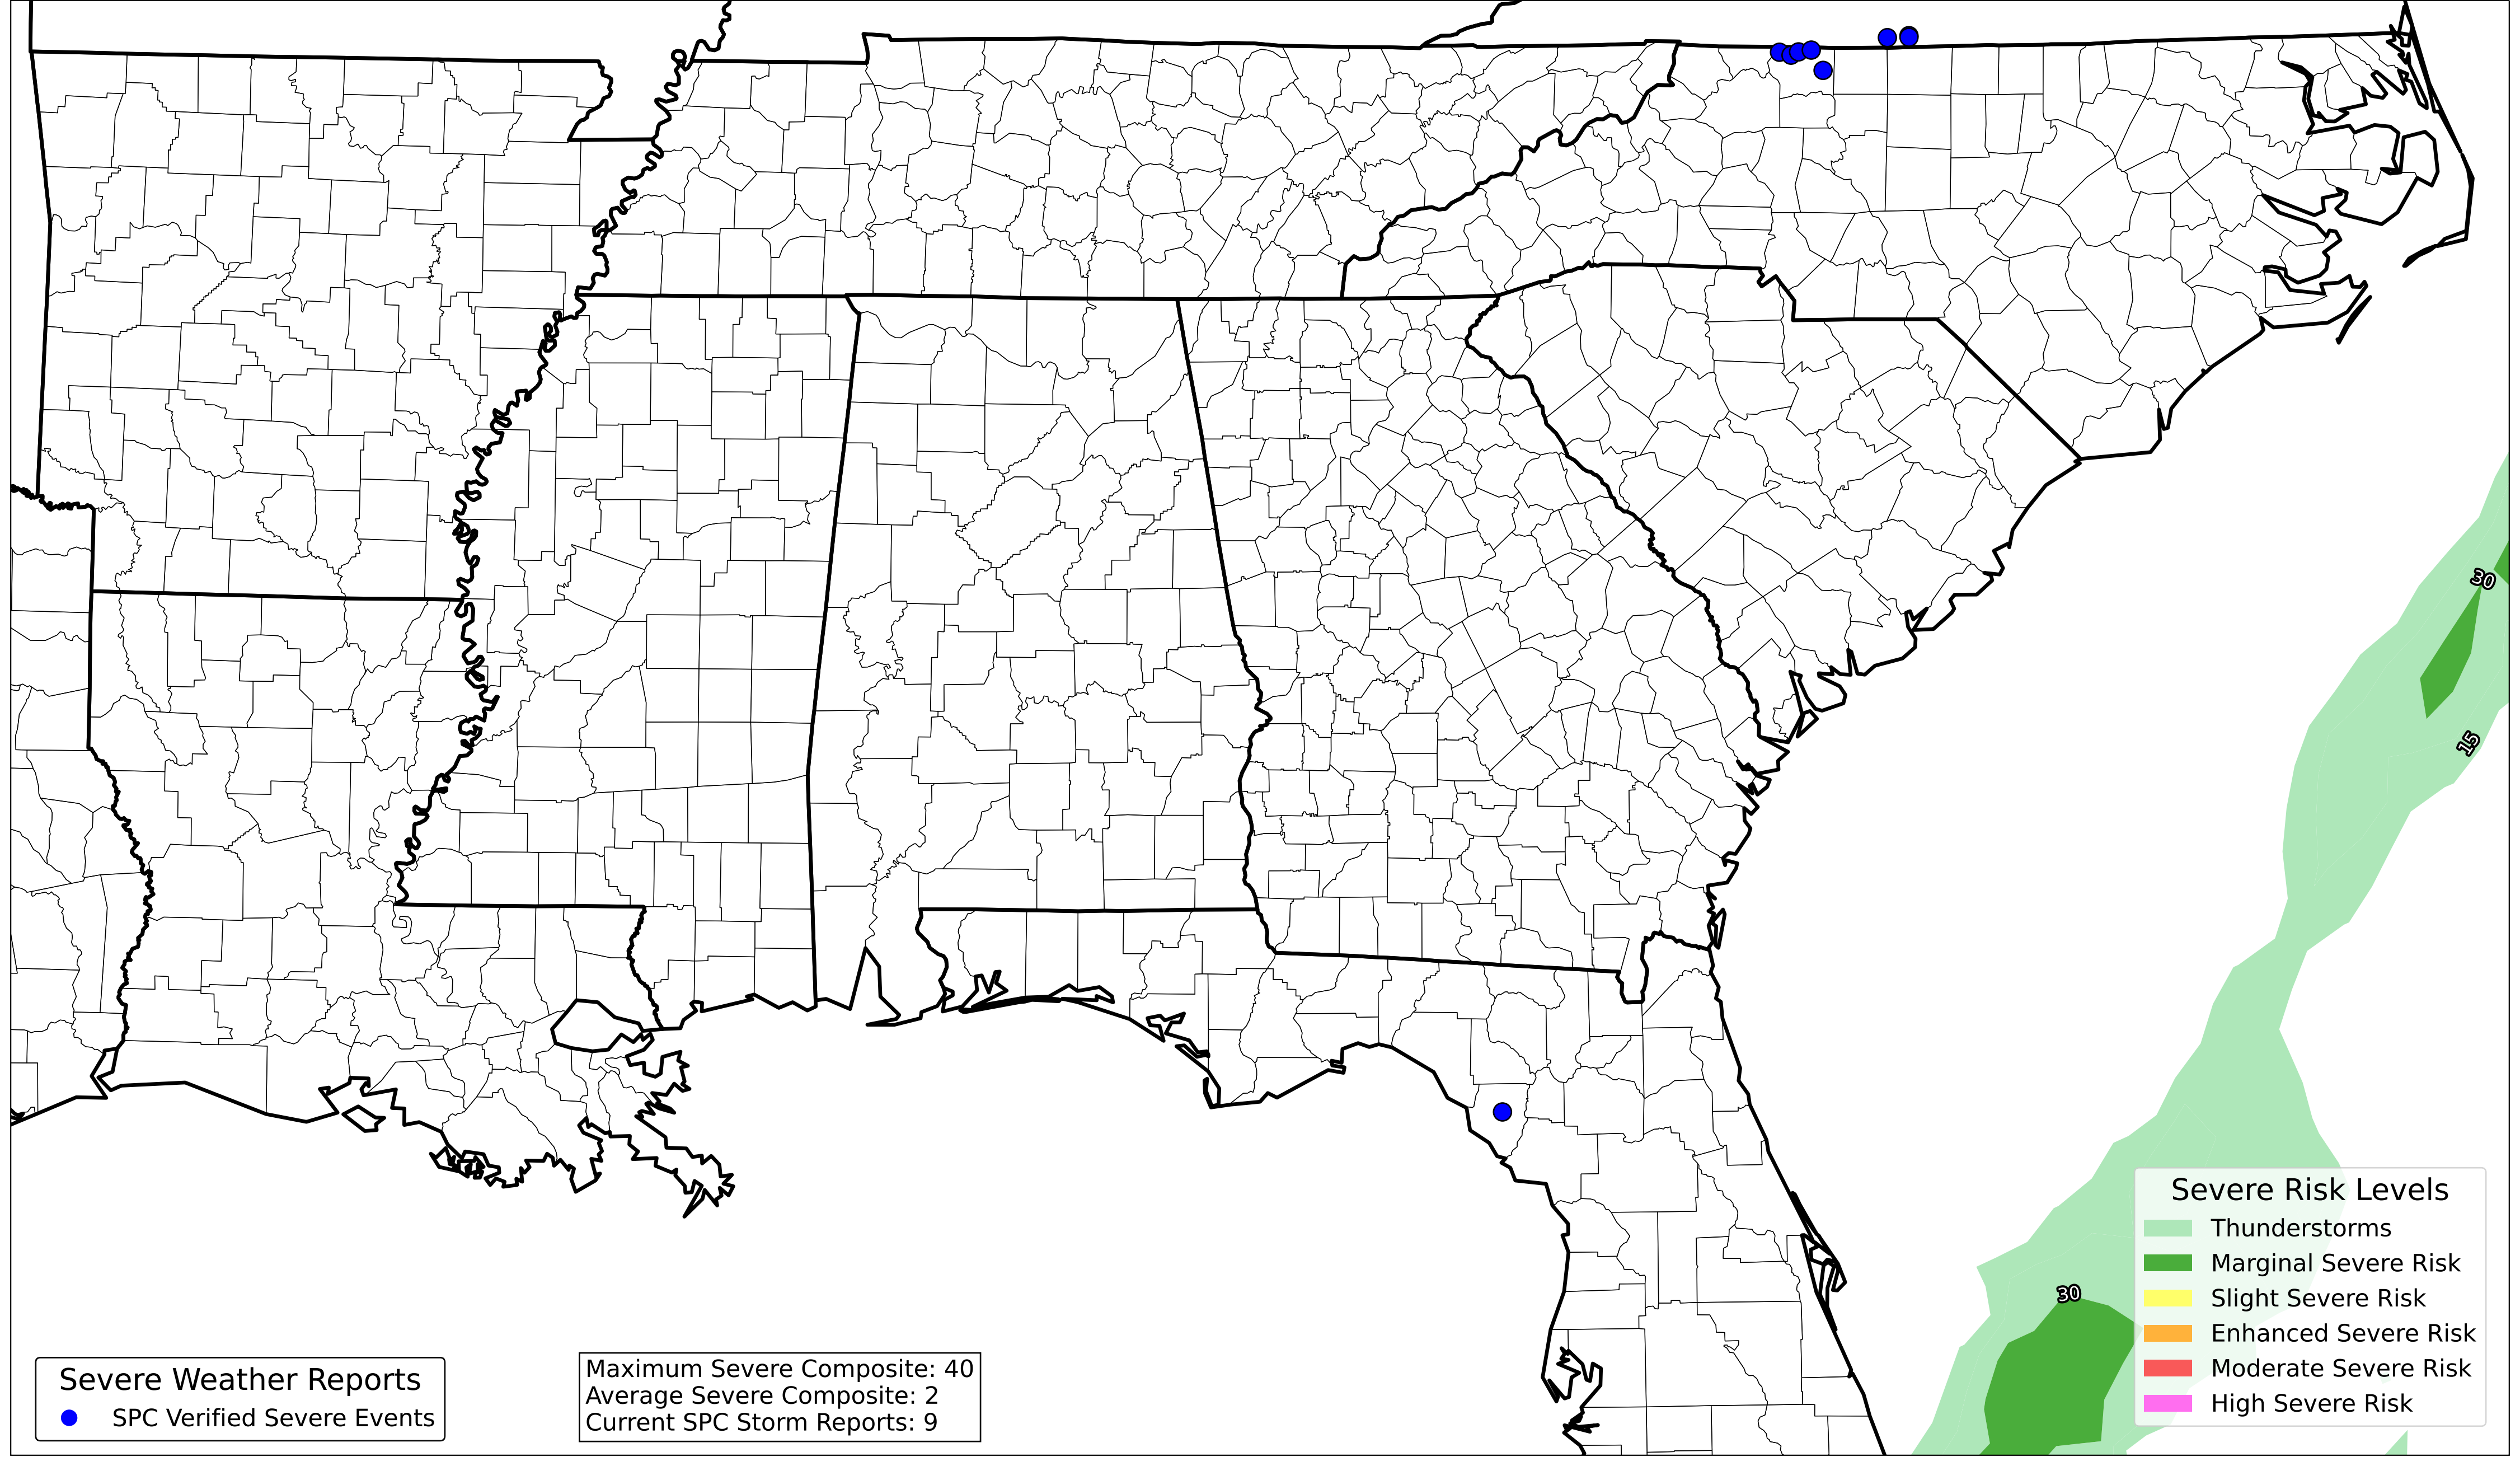 30
15
30
Severe Risk Levels
Thunderstorms
Marginal Severe Risk
Slight Severe Risk
Enhanced Severe Risk
Moderate Severe Risk
High Severe Risk
Severe Weather Reports
SPC Verified Severe Events
Maximum Severe Composite: 40
Average Severe Composite: 2
Current SPC Storm Reports: 9